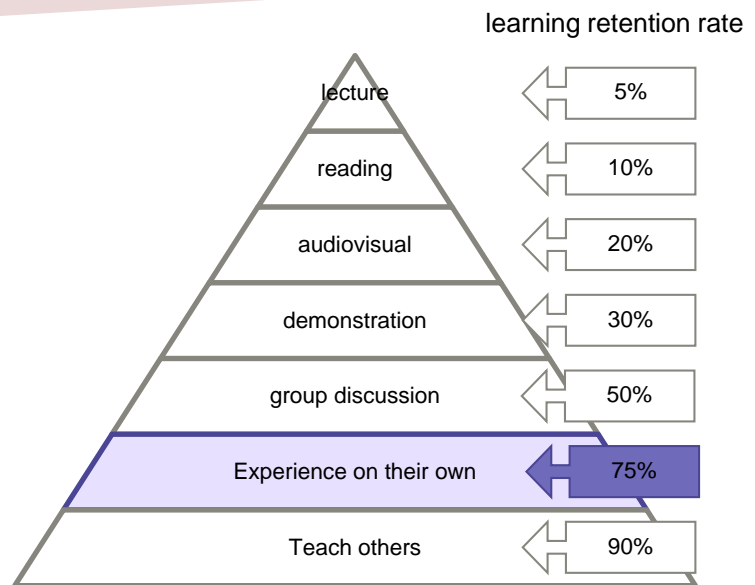 learning retention rate
lecture
5%
reading
10%
audiovisual
20%
demonstration
30%
group discussion
50%
Experience on their own
75%
Teach others
90%